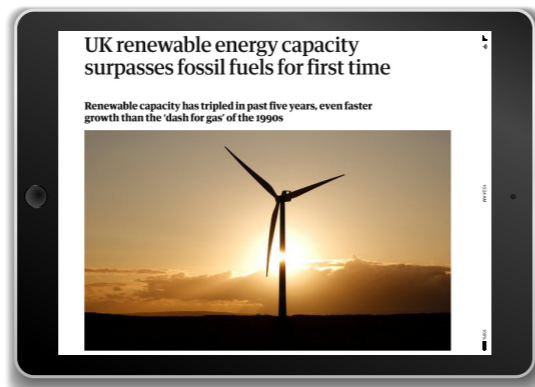 UK renewable energy capacity
surpasses fossil fuels for first time
Renewable capacity has tripled in past five years, even faster
growth than the ‘dash for gas’ of the 1990s